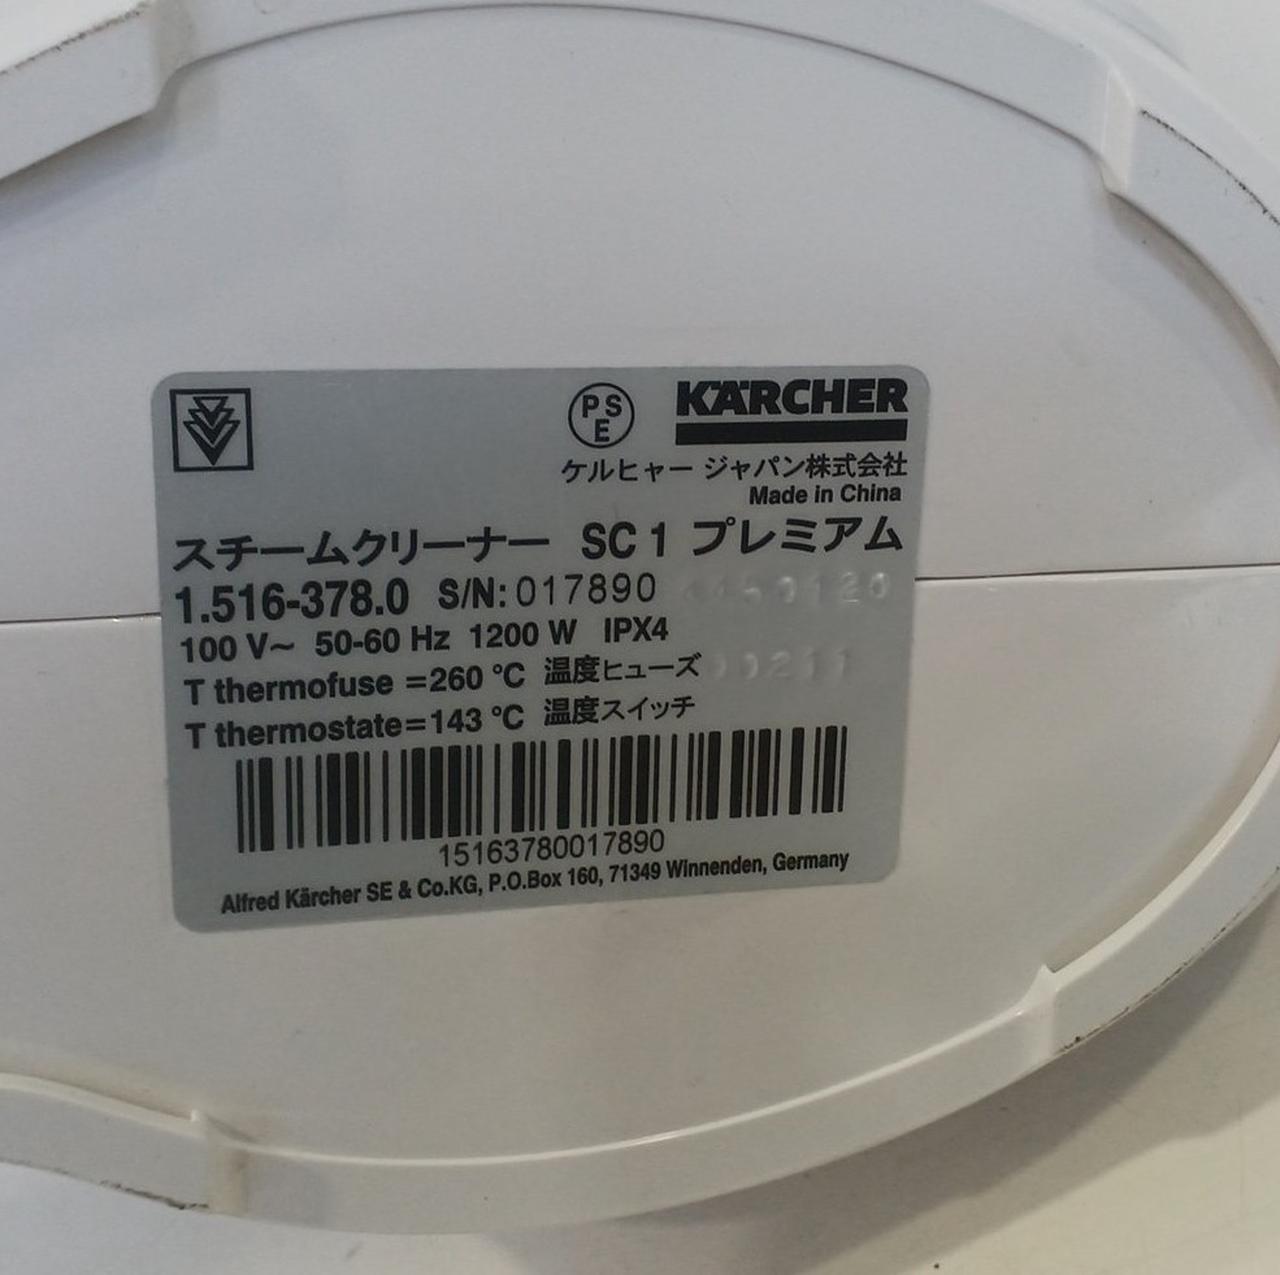 PSE
KÄRCHER
ケルヒャー ジャパン株式会社
Made in China
スチームクリーナー SC 1 プレミアム
1.516-378.0 S/N: 017890
100 V~ 50-60 Hz 1200 W IPX4
T thermofuse =260 °C 温度ヒューズ
T thermostate=143 °C 温度スイッチ
15163780017890
Alfred Kärcher SE & Co.KG, P.O.Box 160, 71349 Winnenden, Germany